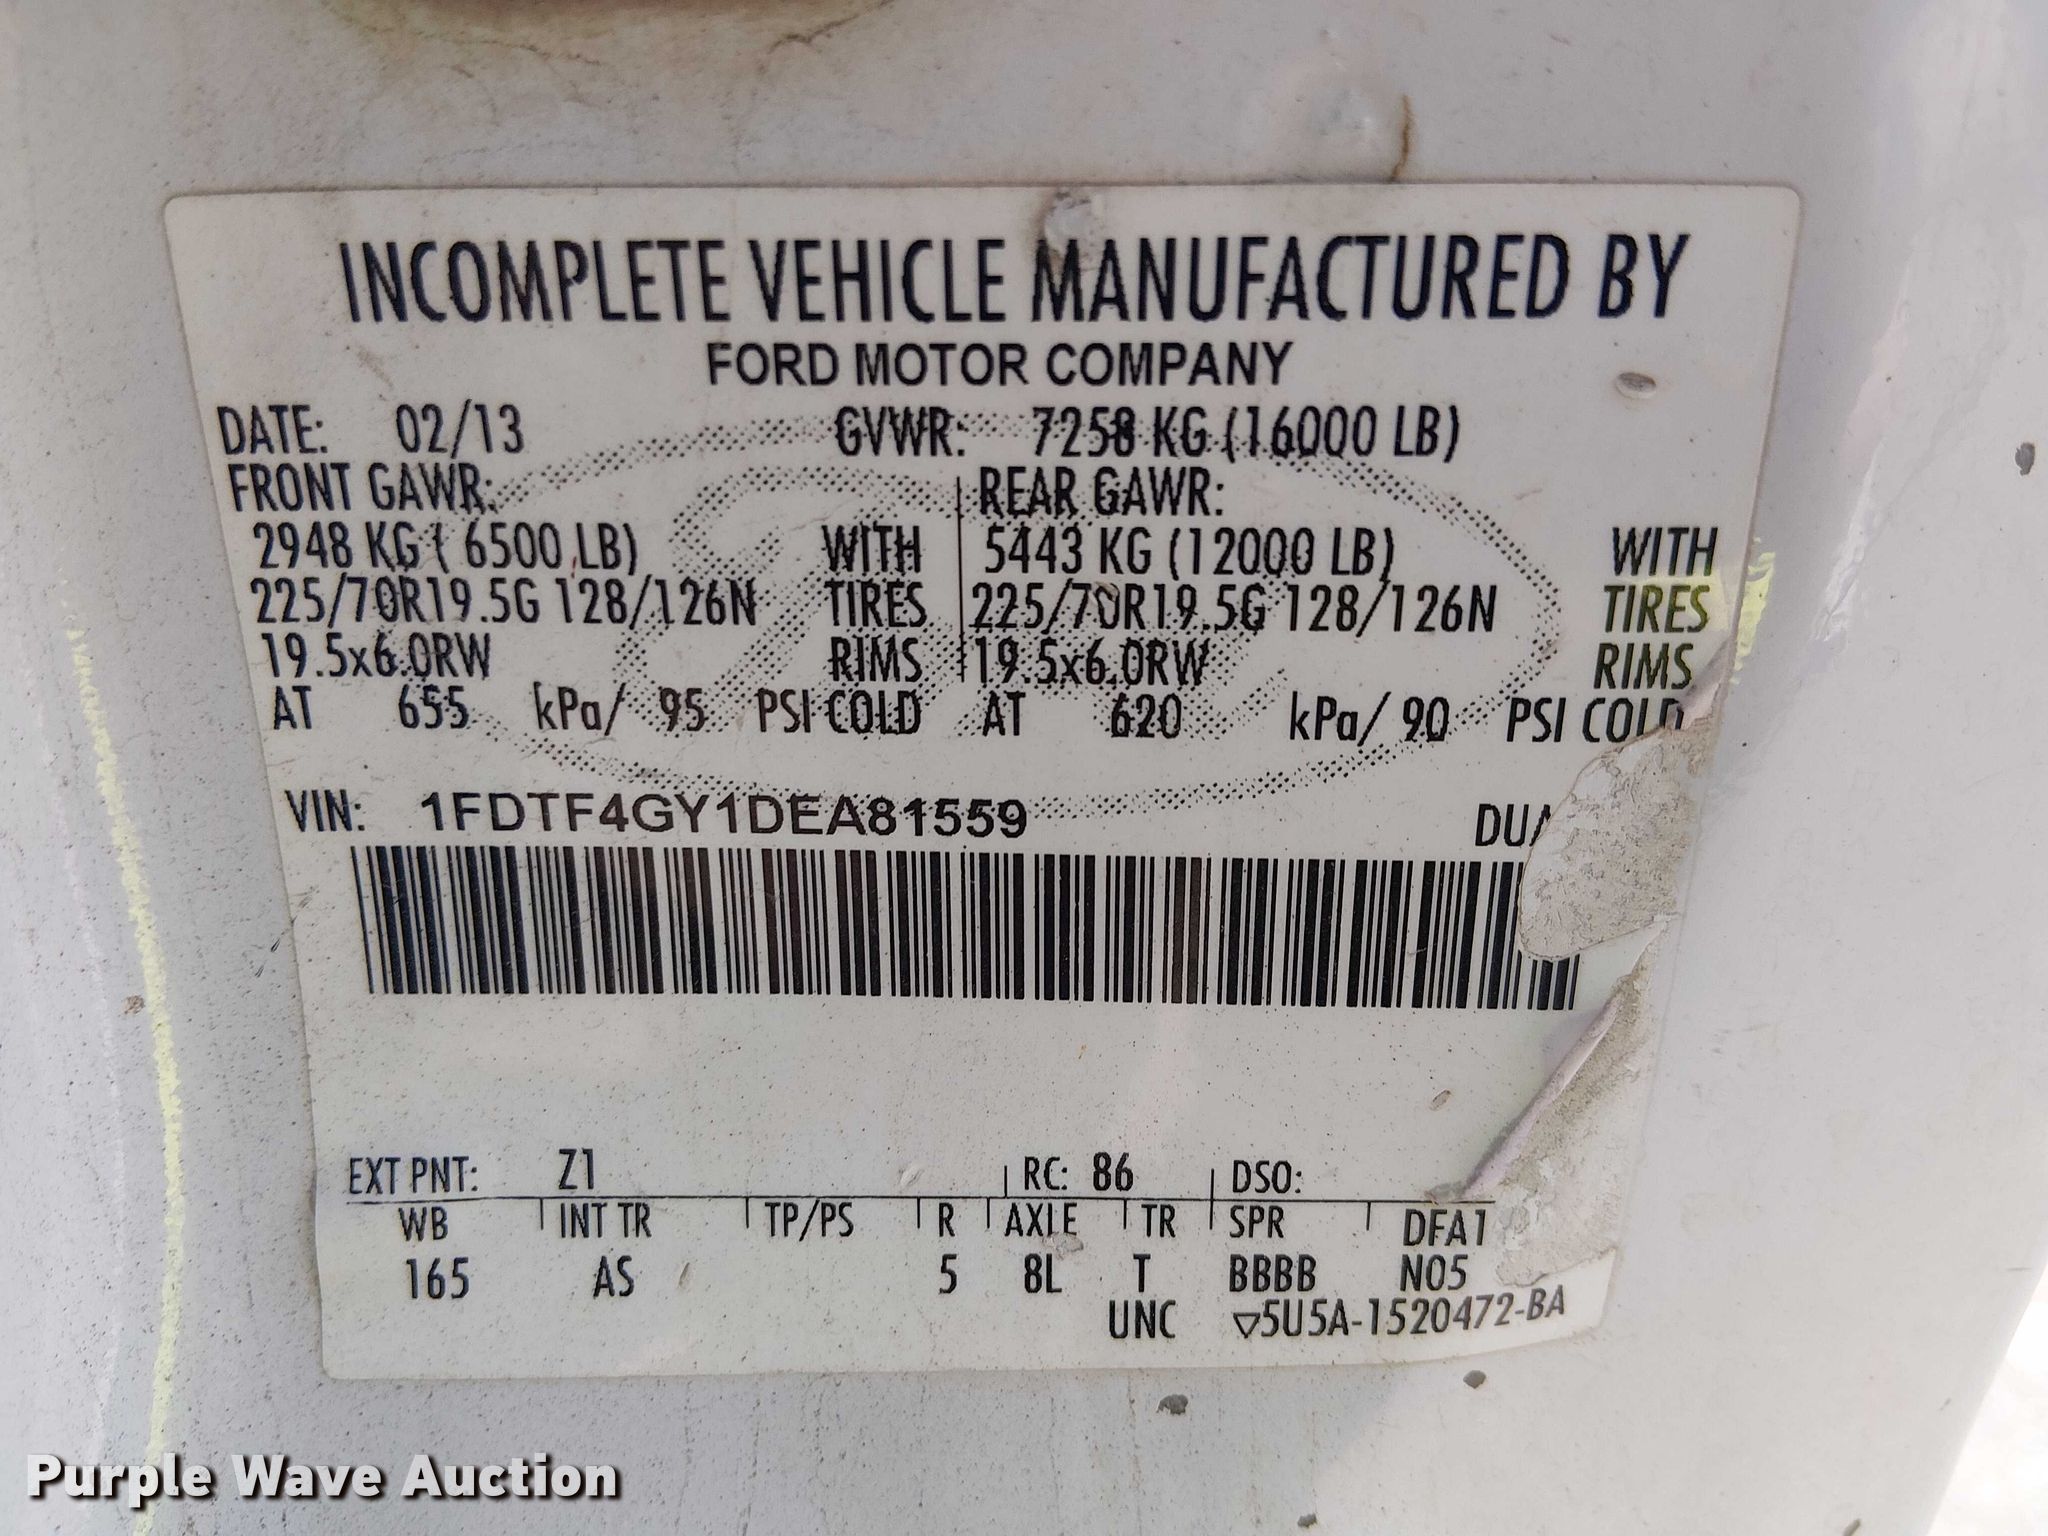 INCOMPLETE VEHICLE MANUFACTURED BY
FORD MOTOR COMPANY
DATE: 02/13 GVWR: 7258 KG (16000 LB)
FRONT GAWR: REAR GAWR:
2948 KG ( 6500 LB) WITH 5443 KG (12000 LB) WITH
225/70R19.5G 128/126N TIRES 225/70R19.5G 128/126N TIRES
19.5x6.0RW RIMS 19.5x6.0RW RIMS
AT 655 kPa/ 95 PSI COLD AT 620 kPa/ 90 PSI COLD
VIN: 1FDTF4GY1DEA81559
EXT PNT: Z1 RC: 86 DSO:
WB INT TR TP/PS R AXLE TR SPR DFA1
165 AS 5 8L T BBBB N05
UNC ▽5U5A-1520472-BA
Purple Wave Auction